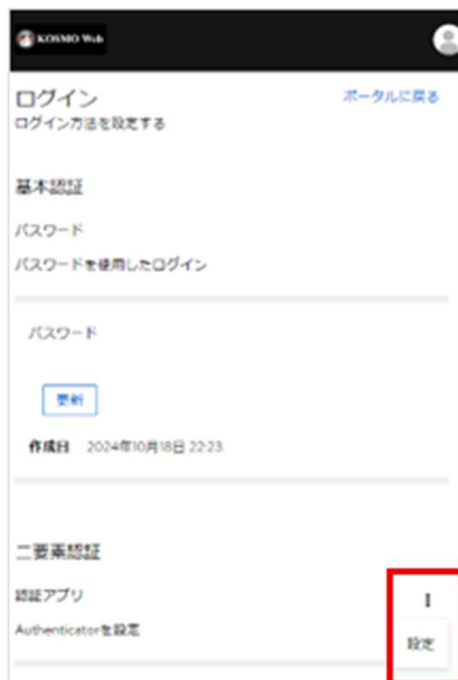 KOSMO Web
ログイン
ポータルに戻る
ログイン方法を設定する
基本認証
パスワード
パスワードを使用したログイン
パスワード
更新
作成日 2024年10月18日 22:23.
二要素認証
認証アプリ
Authenticatorを設定
設定